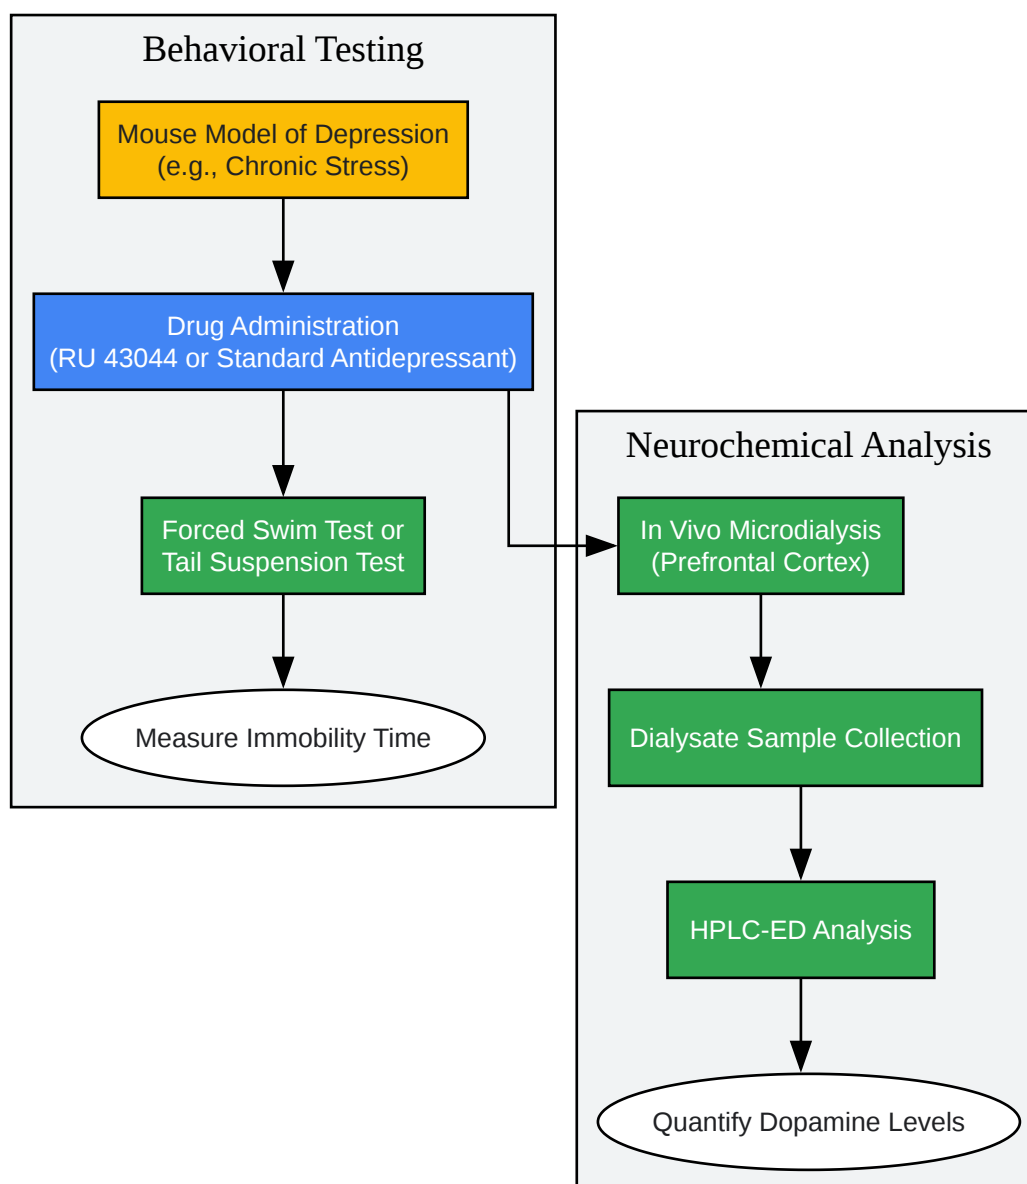 Behavioral Testing
Mouse Model of Depression
(e.g., Chronic Stress)
Drug Administration
(RU 43044 or Standard Antidepressant)
Forced Swim Test or
Tail Suspension Test
Measure Immobility Time
Neurochemical Analysis
In Vivo Microdialysis
(Prefrontal Cortex)
Dialysate Sample Collection
HPLC-ED Analysis
Quantify Dopamine Levels